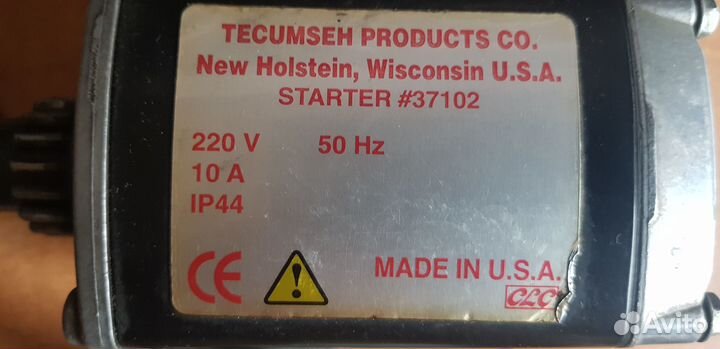 TECUMSEH PRODUCTS CO.
New Holstein, Wisconsin U.S.A.
STARTER #37102
220 V 50 Hz
10 A
IP44
CE
MADE IN U.S.A.
CLC
Avito